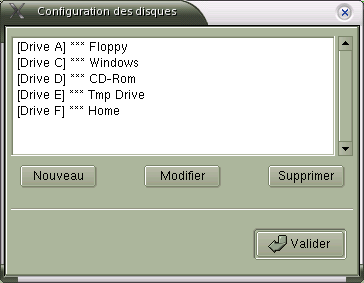 Configuration des disques
[Drive A] *** Floppy
[Drive C] *** Windows
[Drive D] *** CD-Rom
[Drive E] *** Tmp Drive
[Drive F] *** Home
Nouveau Modifier Supprimer
Valider